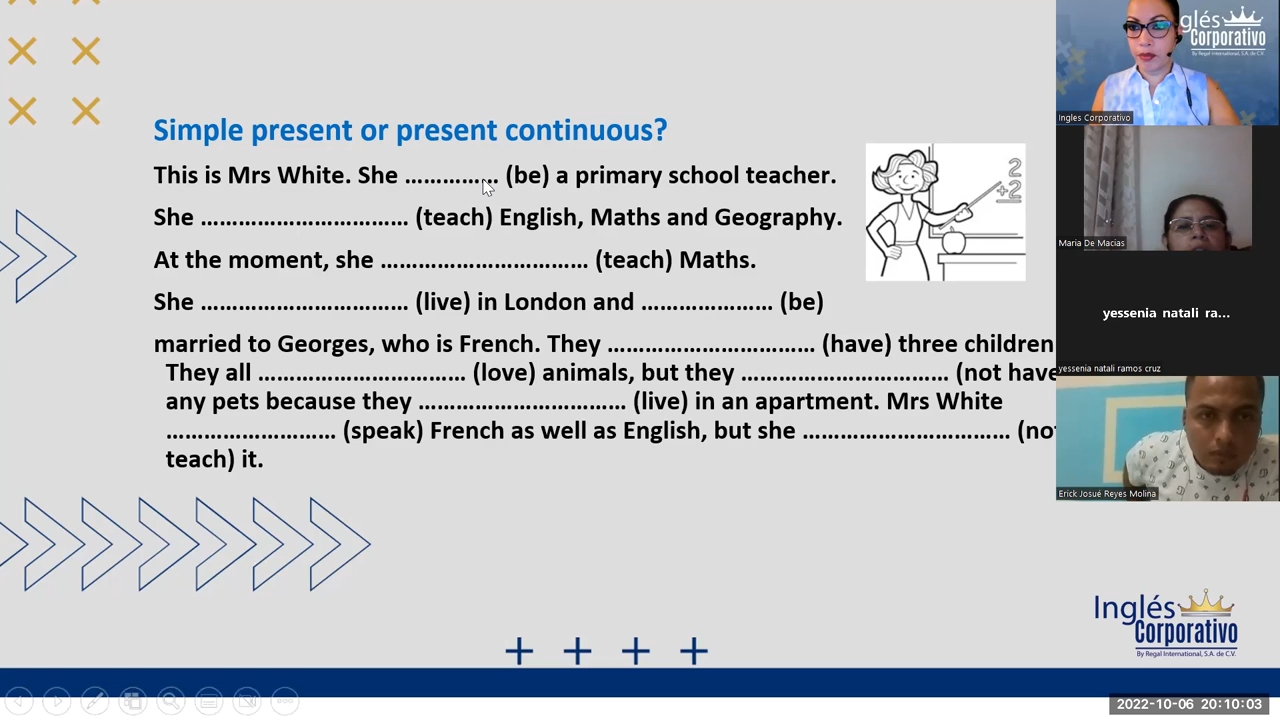 Simple present or present continuous?
This is Mrs White. She …………… (be) a primary school teacher.
She …………………………… (teach) English, Maths and Geography.
At the moment, she …………………………… (teach) Maths.
She …………………………… (live) in London and ………………… (be)
married to Georges, who is French. They …………………………… (have) three children
They all …………………………… (love) animals, but they …………………………… (not have
any pets because they …………………………… (live) in an apartment. Mrs White
……………………… (speak) French as well as English, but she …………………………… (not
teach) it.
2
+2
glés
Corporativo
By Regal International, S.A. de C.V.
Ingles Corporativo
Maria De Macias
yessenia natali ra...
yessenia natali ramos cruz
Erick Josué Reyes Molina
Inglés
Corporativo
By Regal International, S.A. de C.V.
2022-10-06 20:10:03